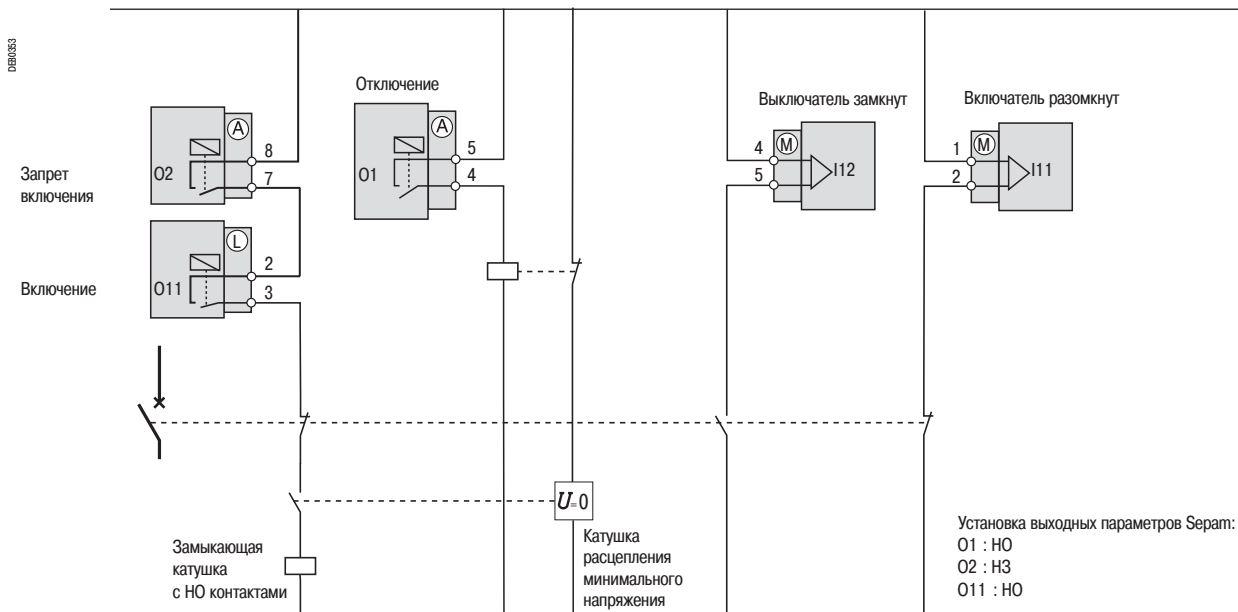 DE80353
Отключение
Выключатель замкнут
Включатель разомкнут
A
8
7
O2
Запрет
включения
A
5
4
O1
M
4
5
I12
M
1
2
I11
L
2
3
O11
Включение
U=0
Замыкающая
катушка
с НО контактами
Катушка
расцепления
минимального
напряжения
Установка выходных параметров Sepam:
O1 : НО
O2 : НЗ
O11 : НО